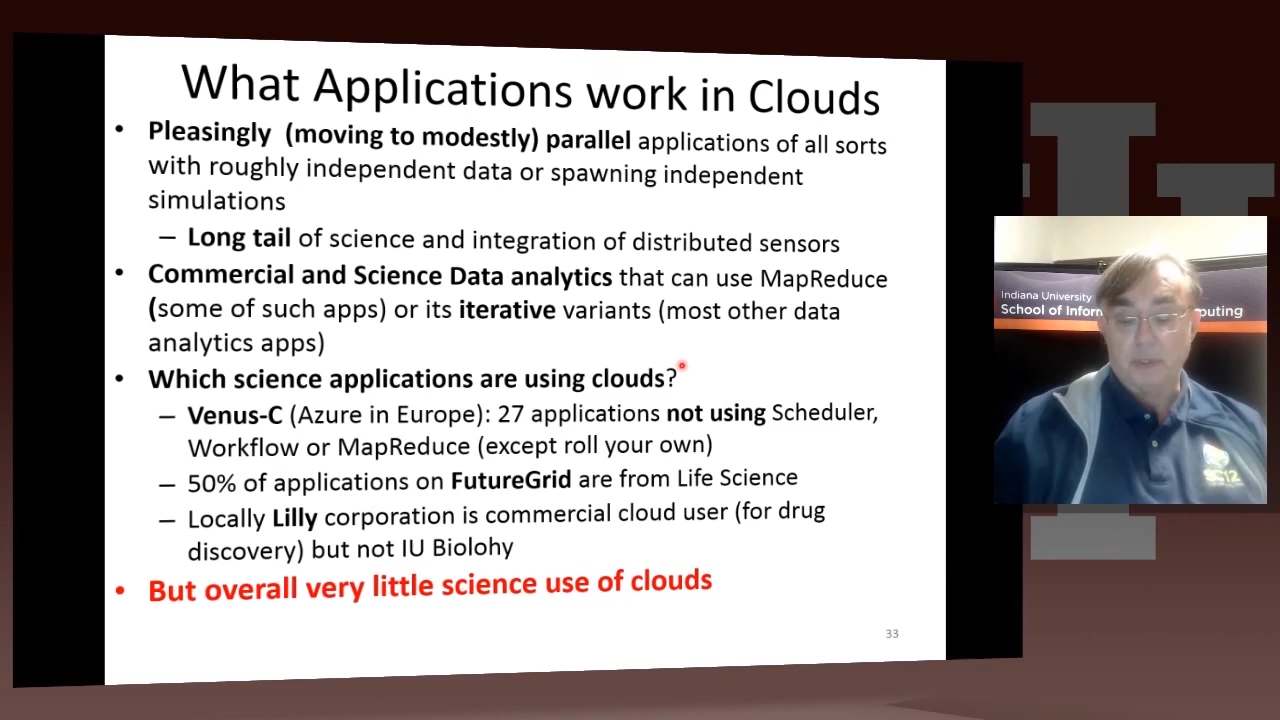 What Applications work in Clouds
• Pleasingly (moving to modestly) parallel applications of all sorts
with roughly independent data or spawning independent
simulations
– Long tail of science and integration of distributed sensors
• Commercial and Science Data analytics that can use MapReduce
(some of such apps) or its iterative variants (most other data
analytics apps)
• Which science applications are using clouds?
– Venus-C (Azure in Europe): 27 applications not using Scheduler,
Workflow or MapReduce (except roll your own)
– 50% of applications on FutureGrid are from Life Science
– Locally Lilly corporation is commercial cloud user (for drug
discovery) but not IU Biolohy
• But overall very little science use of clouds
33
Indiana University
School of Inform puting
SC12